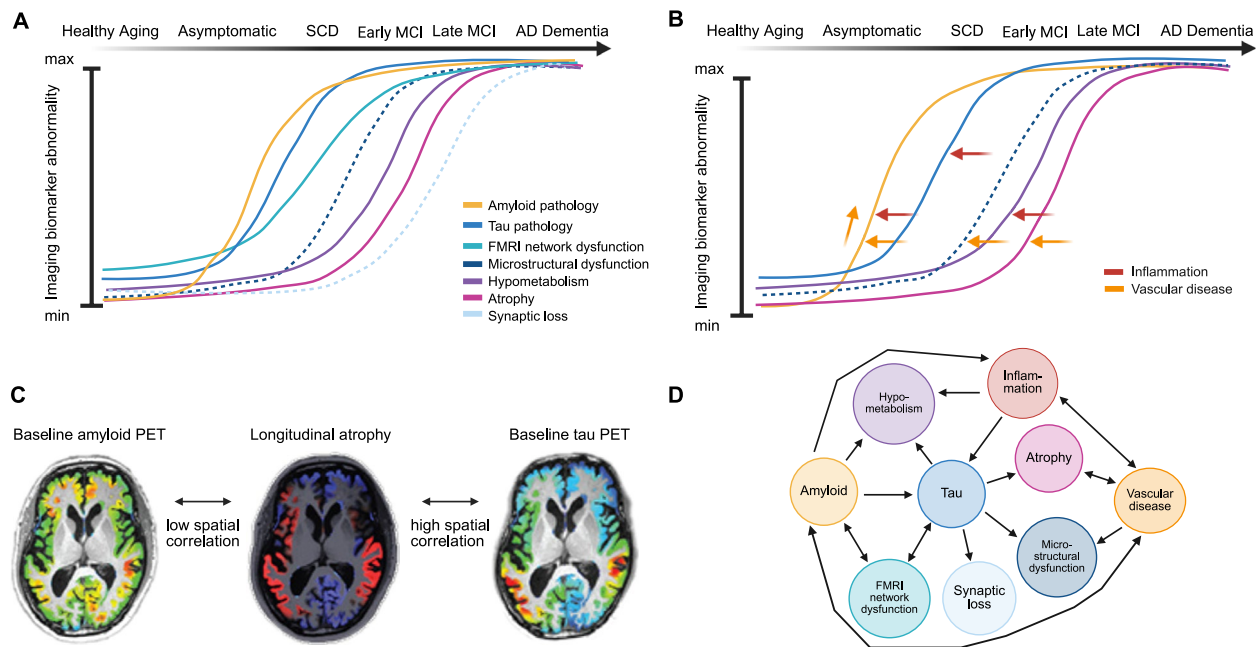 A
Healthy Aging Asymptomatic SCD Early MCI Late MCI AD Dementia
max
Imaging biomarker abnormality
min
Amyloid pathology
Tau pathology
FMRI network dysfunction
Microstructural dysfunction
Hypometabolism
Atrophy
Synaptic loss
B
Healthy Aging Asymptomatic SCD Early MCI Late MCI AD Dementia
max
Imaging biomarker abnormality
min
Inflammation
Vascular disease
C
Baseline amyloid PET
Longitudinal atrophy
Baseline tau PET
low spatial
correlation
high spatial
correlation
D
Inflam-
mation
Hypo-
metabolism
Atrophy
Amyloid
Tau
Vascular
disease
Micro-
structural
dysfunction
FMRI
network
dysfunction
Synaptic
loss